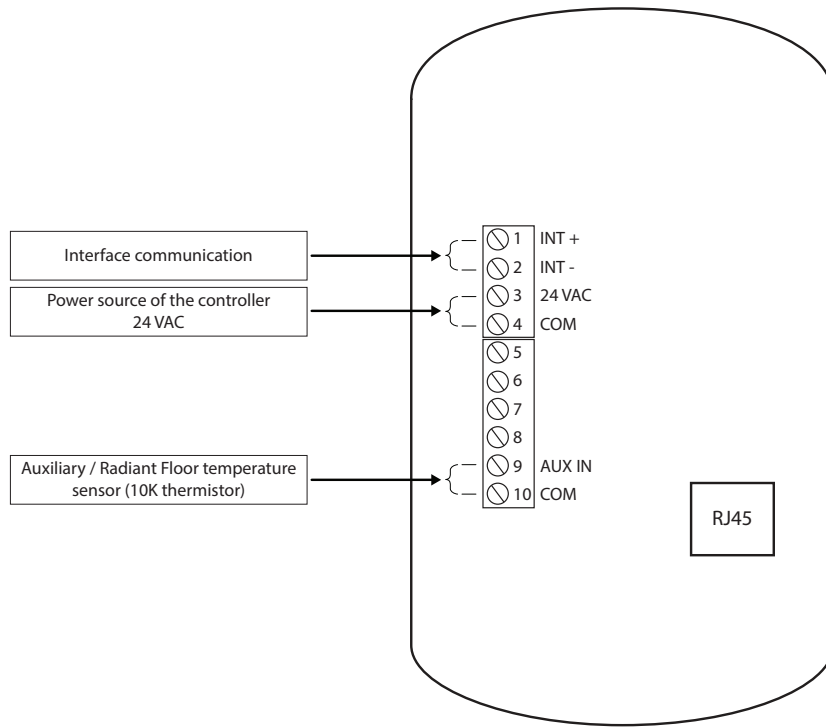 Interface communication
Power source of the controller
24 VAC
Auxiliary / Radiant Floor temperature
sensor (10K thermistor)
1 INT +
2 INT -
3 24 VAC
4 COM
5
6
7
8
9 AUX IN
10 COM
RJ45